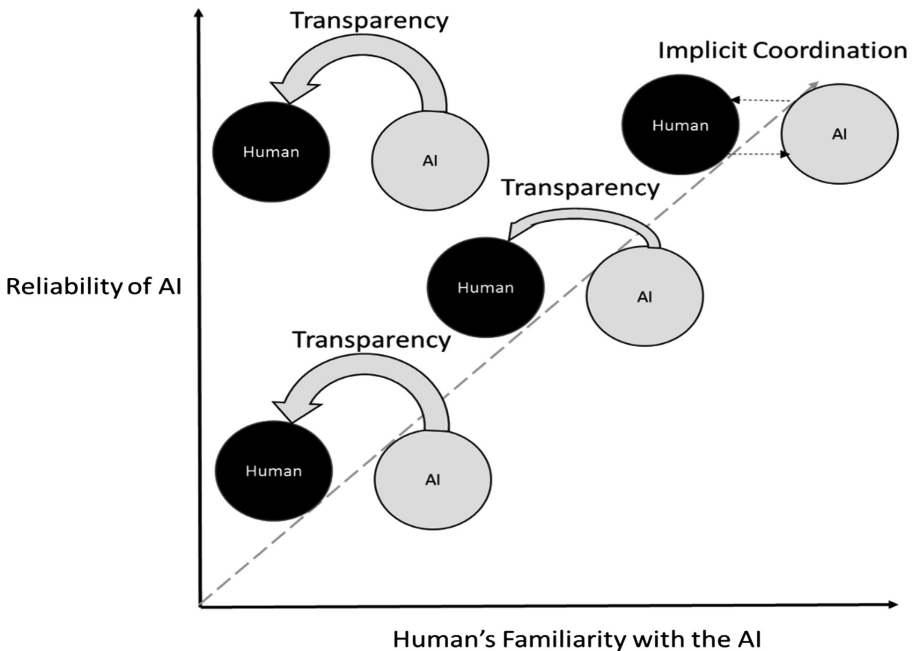 Transparency
Implicit Coordination
Human
AI
Human
AI
Transparency
Human
AI
Reliability of AI
Transparency
Human
AI
Human’s Familiarity with the AI